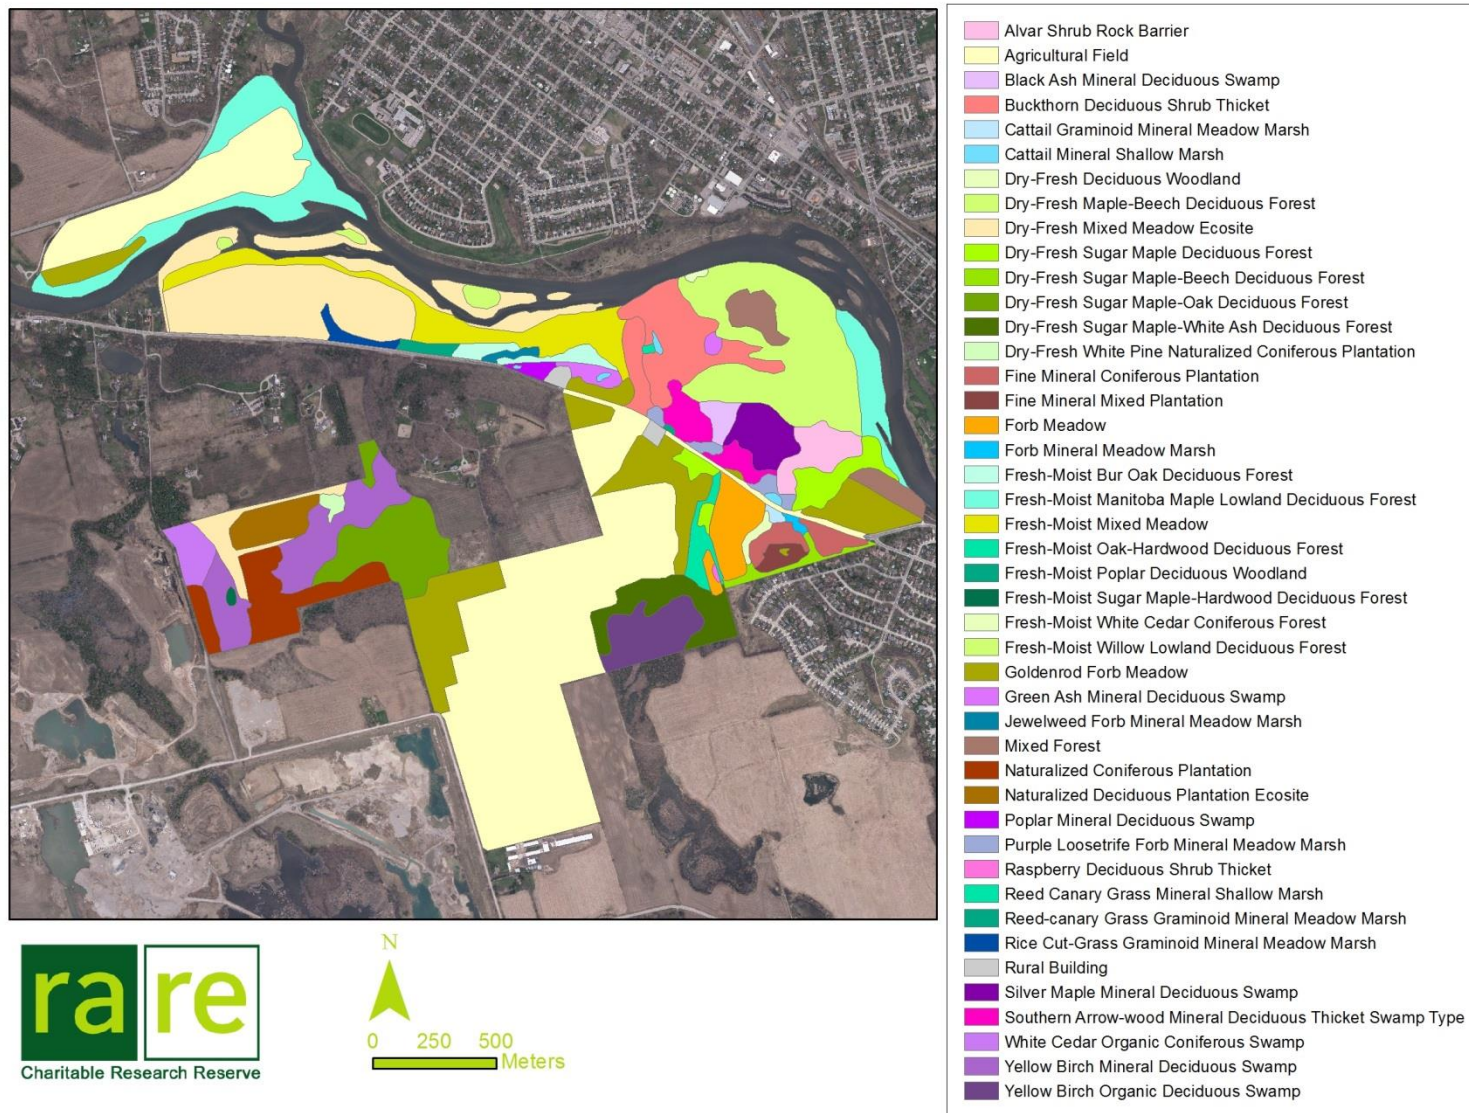 Alvar Shrub Rock Barrier
Agricultural Field
Black Ash Mineral Deciduous Swamp
Buckthorn Deciduous Shrub Thicket
Cattail Graminoid Mineral Meadow Marsh
Cattail Mineral Shallow Marsh
Dry-Fresh Deciduous Woodland
Dry-Fresh Maple-Beech Deciduous Forest
Dry-Fresh Mixed Meadow Ecosite
Dry-Fresh Sugar Maple Deciduous Forest
Dry-Fresh Sugar Maple-Beech Deciduous Forest
Dry-Fresh Sugar Maple-Oak Deciduous Forest
Dry-Fresh Sugar Maple-White Ash Deciduous Forest
Dry-Fresh White Pine Naturalized Coniferous Plantation
Fine Mineral Coniferous Plantation
Fine Mineral Mixed Plantation
Forb Meadow
Forb Mineral Meadow Marsh
Fresh-Moist Bur Oak Deciduous Forest
Fresh-Moist Manitoba Maple Lowland Deciduous Forest
Fresh-Moist Mixed Meadow
Fresh-Moist Oak-Hardwood Deciduous Forest
Fresh-Moist Poplar Deciduous Woodland
Fresh-Moist Sugar Maple-Hardwood Deciduous Forest
Fresh-Moist White Cedar Coniferous Forest
Fresh-Moist Willow Lowland Deciduous Forest
Goldenrod Forb Meadow
Green Ash Mineral Deciduous Swamp
Jewelweed Forb Mineral Meadow Marsh
Mixed Forest
Naturalized Coniferous Plantation
Naturalized Deciduous Plantation Ecosite
Poplar Mineral Deciduous Swamp
Purple Loosetrife Forb Mineral Meadow Marsh
Raspberry Deciduous Shrub Thicket
Reed Canary Grass Mineral Shallow Marsh
Reed-canary Grass Graminoid Mineral Meadow Marsh
Rice Cut-Grass Graminoid Mineral Meadow Marsh
Rural Building
Silver Maple Mineral Deciduous Swamp
Southern Arrow-wood Mineral Deciduous Thicket Swamp Type
White Cedar Organic Coniferous Swamp
Yellow Birch Mineral Deciduous Swamp
Yellow Birch Organic Deciduous Swamp
rare
Charitable Research Reserve
N
0 250 500
Meters